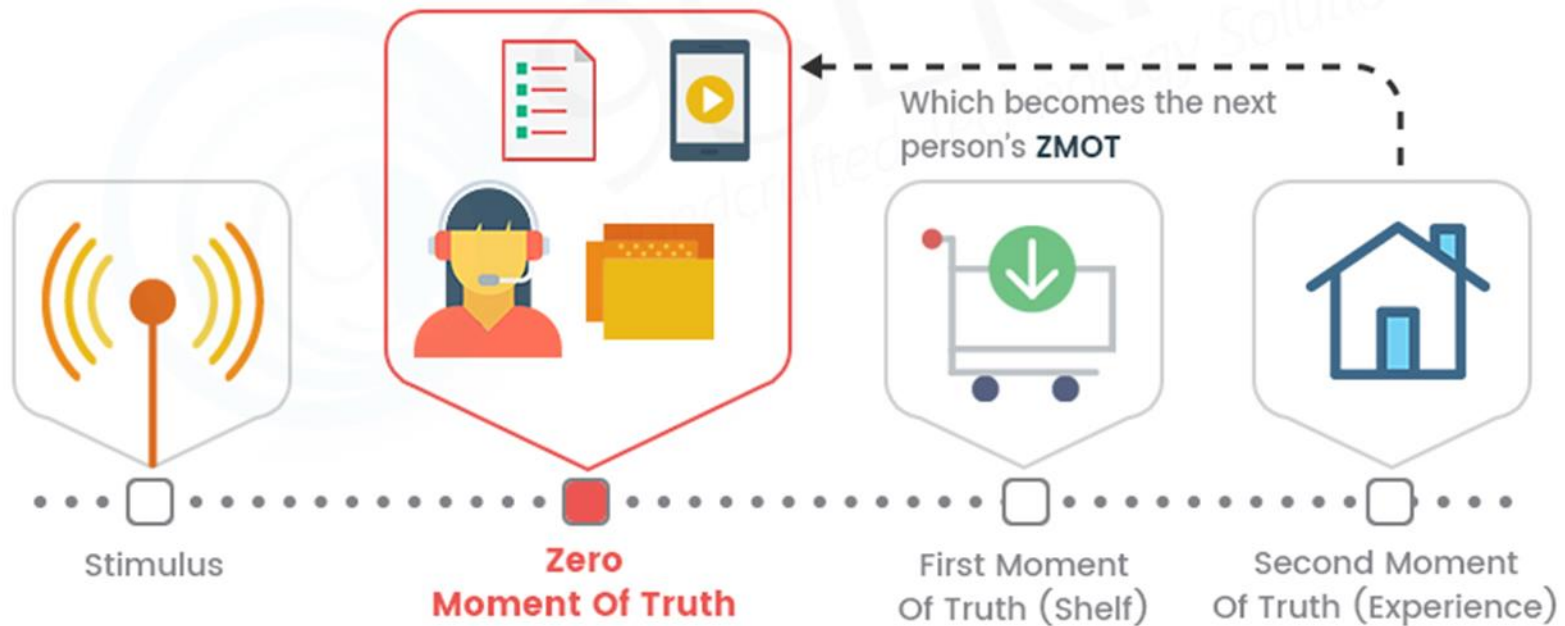 Which becomes the next
person's ZMOT
Stimulus
Zero
Moment Of Truth
First Moment
Of Truth (Shelf)
Second Moment
Of Truth (Experience)